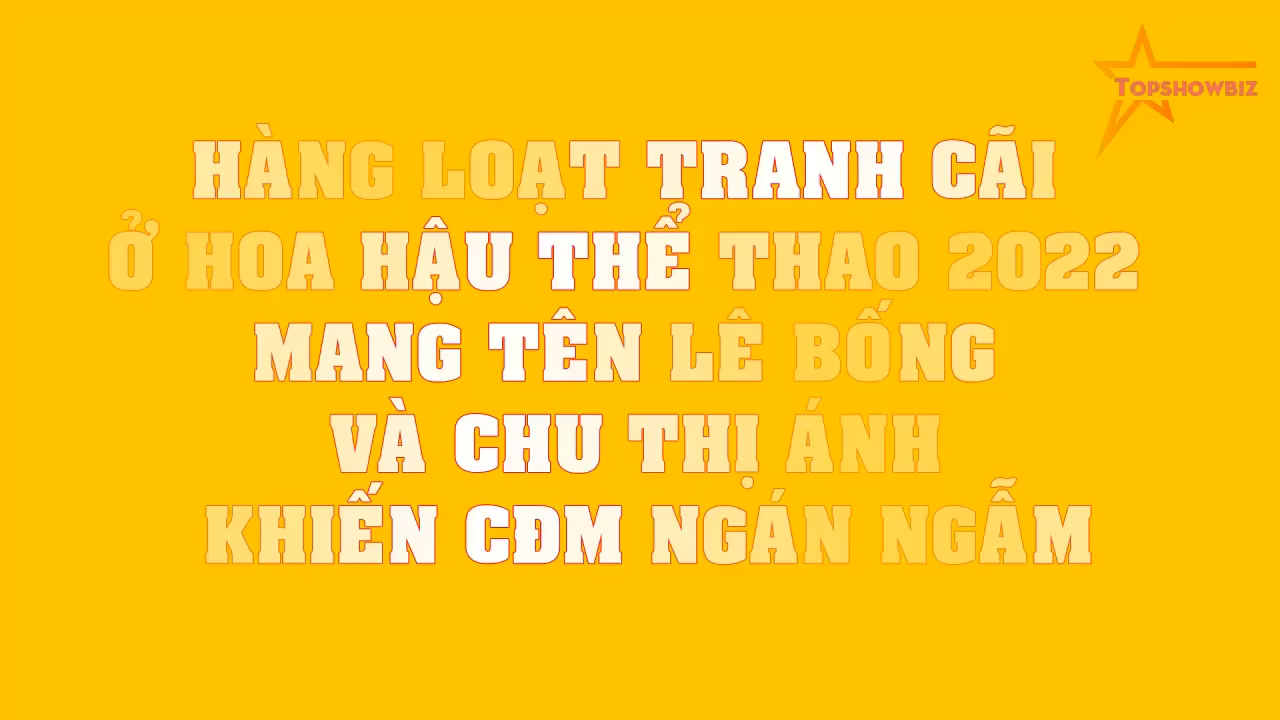 TOPSHOWBIZ
HÀNG LOẠT TRANH CÃI
Ở HOA HẬU THỂ THAO 2022
MANG TÊN LÊ BỐNG
VÀ CHU THỊ ÁNH
KHIẾN CĐM NGÁN NGẪM